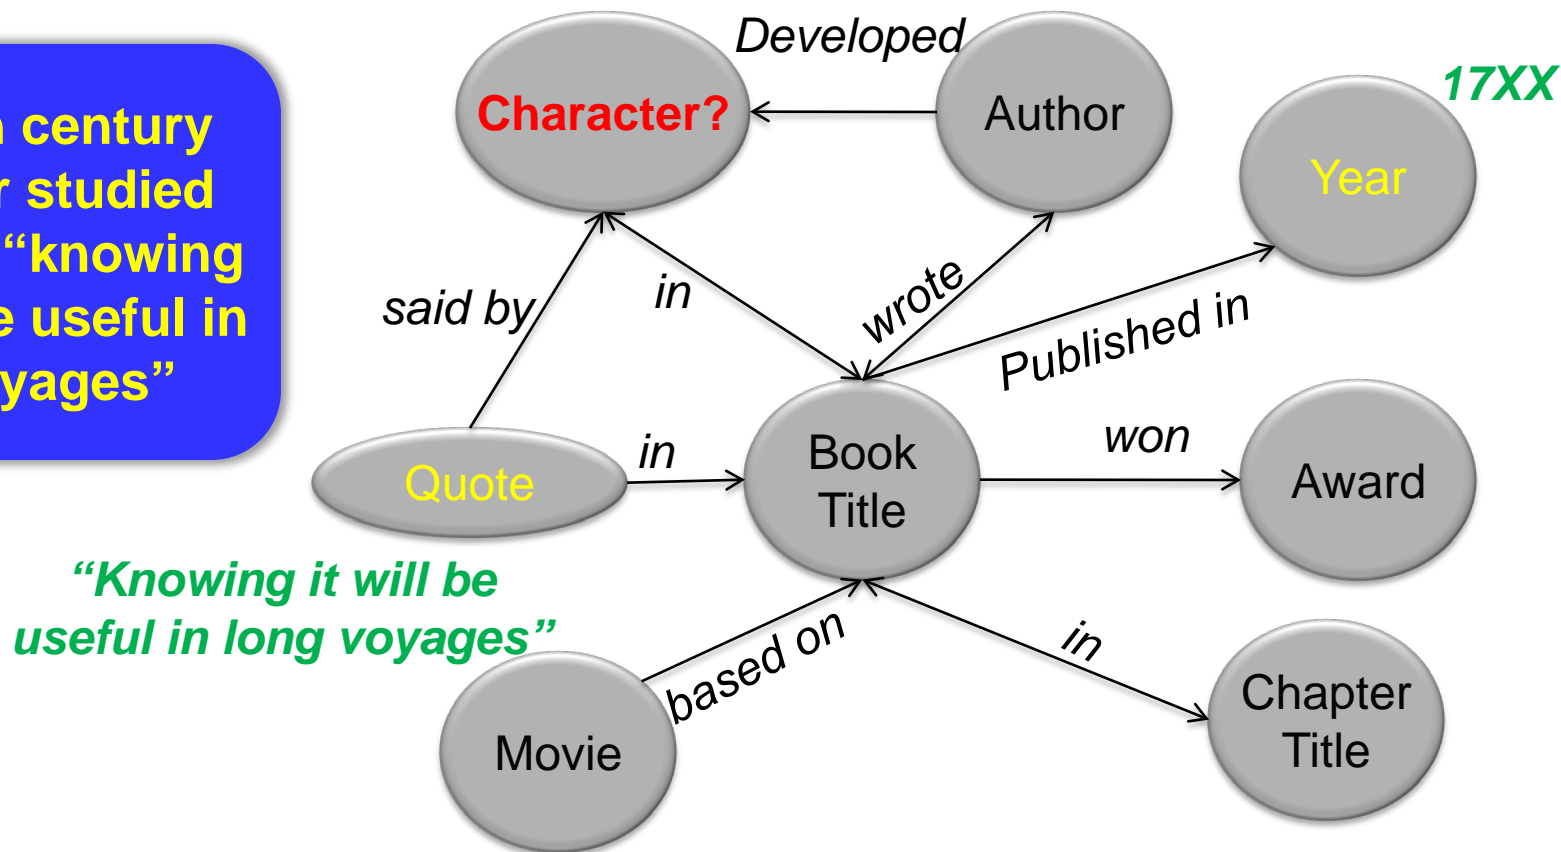 century
studied
“knowing
useful in
yages”
Developed
Character?
Author
17XX
Year
said by
in
wrote
Published in
Quote
in
Book
Title
won
Award
“Knowing it will be
useful in long voyages”
based on
in
Movie
Chapter
Title